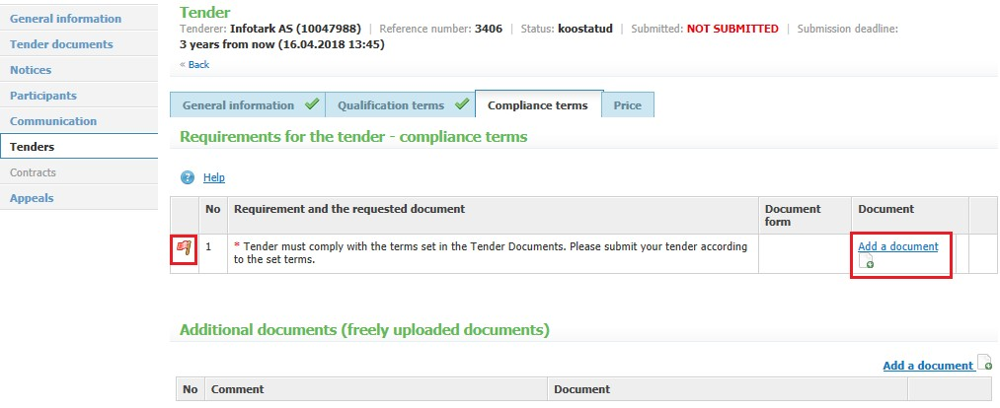 General information
Tender documents
Notices
Participants
Communication
Tenders
Contracts
Appeals
Tender
Tenderer: Infotark AS (10047988) | Reference number: 3406 | Status: koostatud | Submitted: NOT SUBMITTED | Submission deadline:
3 years from now (16.04.2018 13:45)
« Back
General information Qualification terms Compliance terms Price
Requirements for the tender - compliance terms
Help
No Requirement and the requested document Document form Document
1 * Tender must comply with the terms set in the Tender Documents. Please submit your tender according
to the set terms.
Add a document
Additional documents (freely uploaded documents)
Add a document
No Comment Document